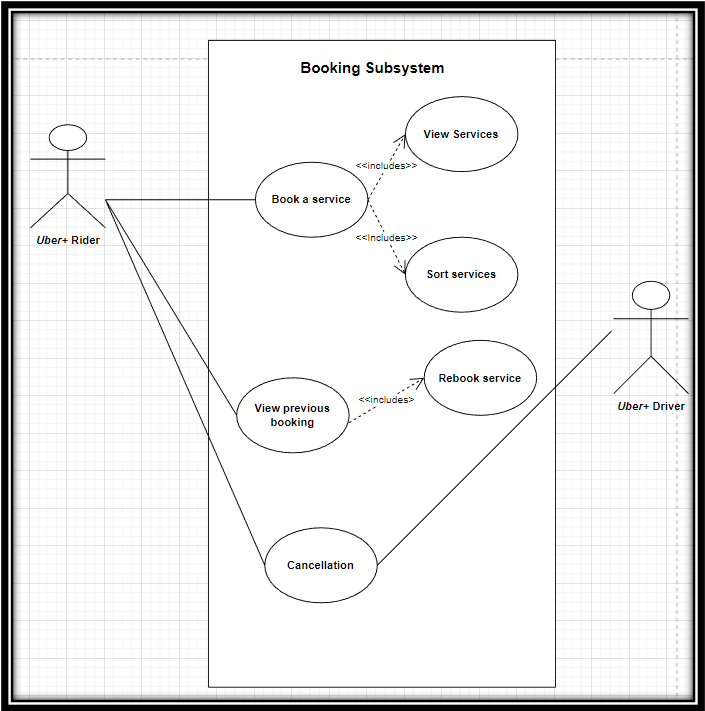 Booking Subsystem
View Services
<<includes>>
Book a service
Uber+ Rider
<<Includes>>
Sort services
Rebook service
<<includes>
Uber+ Driver
View previous
booking
Cancellation